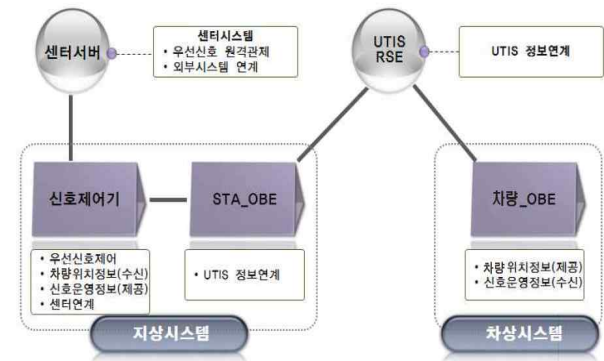 센터서버
센터시스템
• 우선신호 원격관제
• 외부시스템 연계
UTIS
RSE
UTIS 정보연계
신호제어기
STA_OBE
차량_OBE
• 우선신호제어
• 차량위치정보(수신)
• 신호운영정보(제공)
• 센터연계
• UTIS 정보연계
• 차량위치정보(제공)
• 신호운영정보(수신)
지상시스템
차상시스템